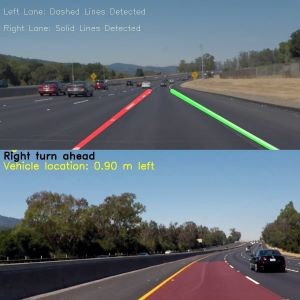 Left Lane: Dashed Lines Detected
Right Lane: Solid Lines Detected
Right turn ahead
Vehicle location: 0.90 m left